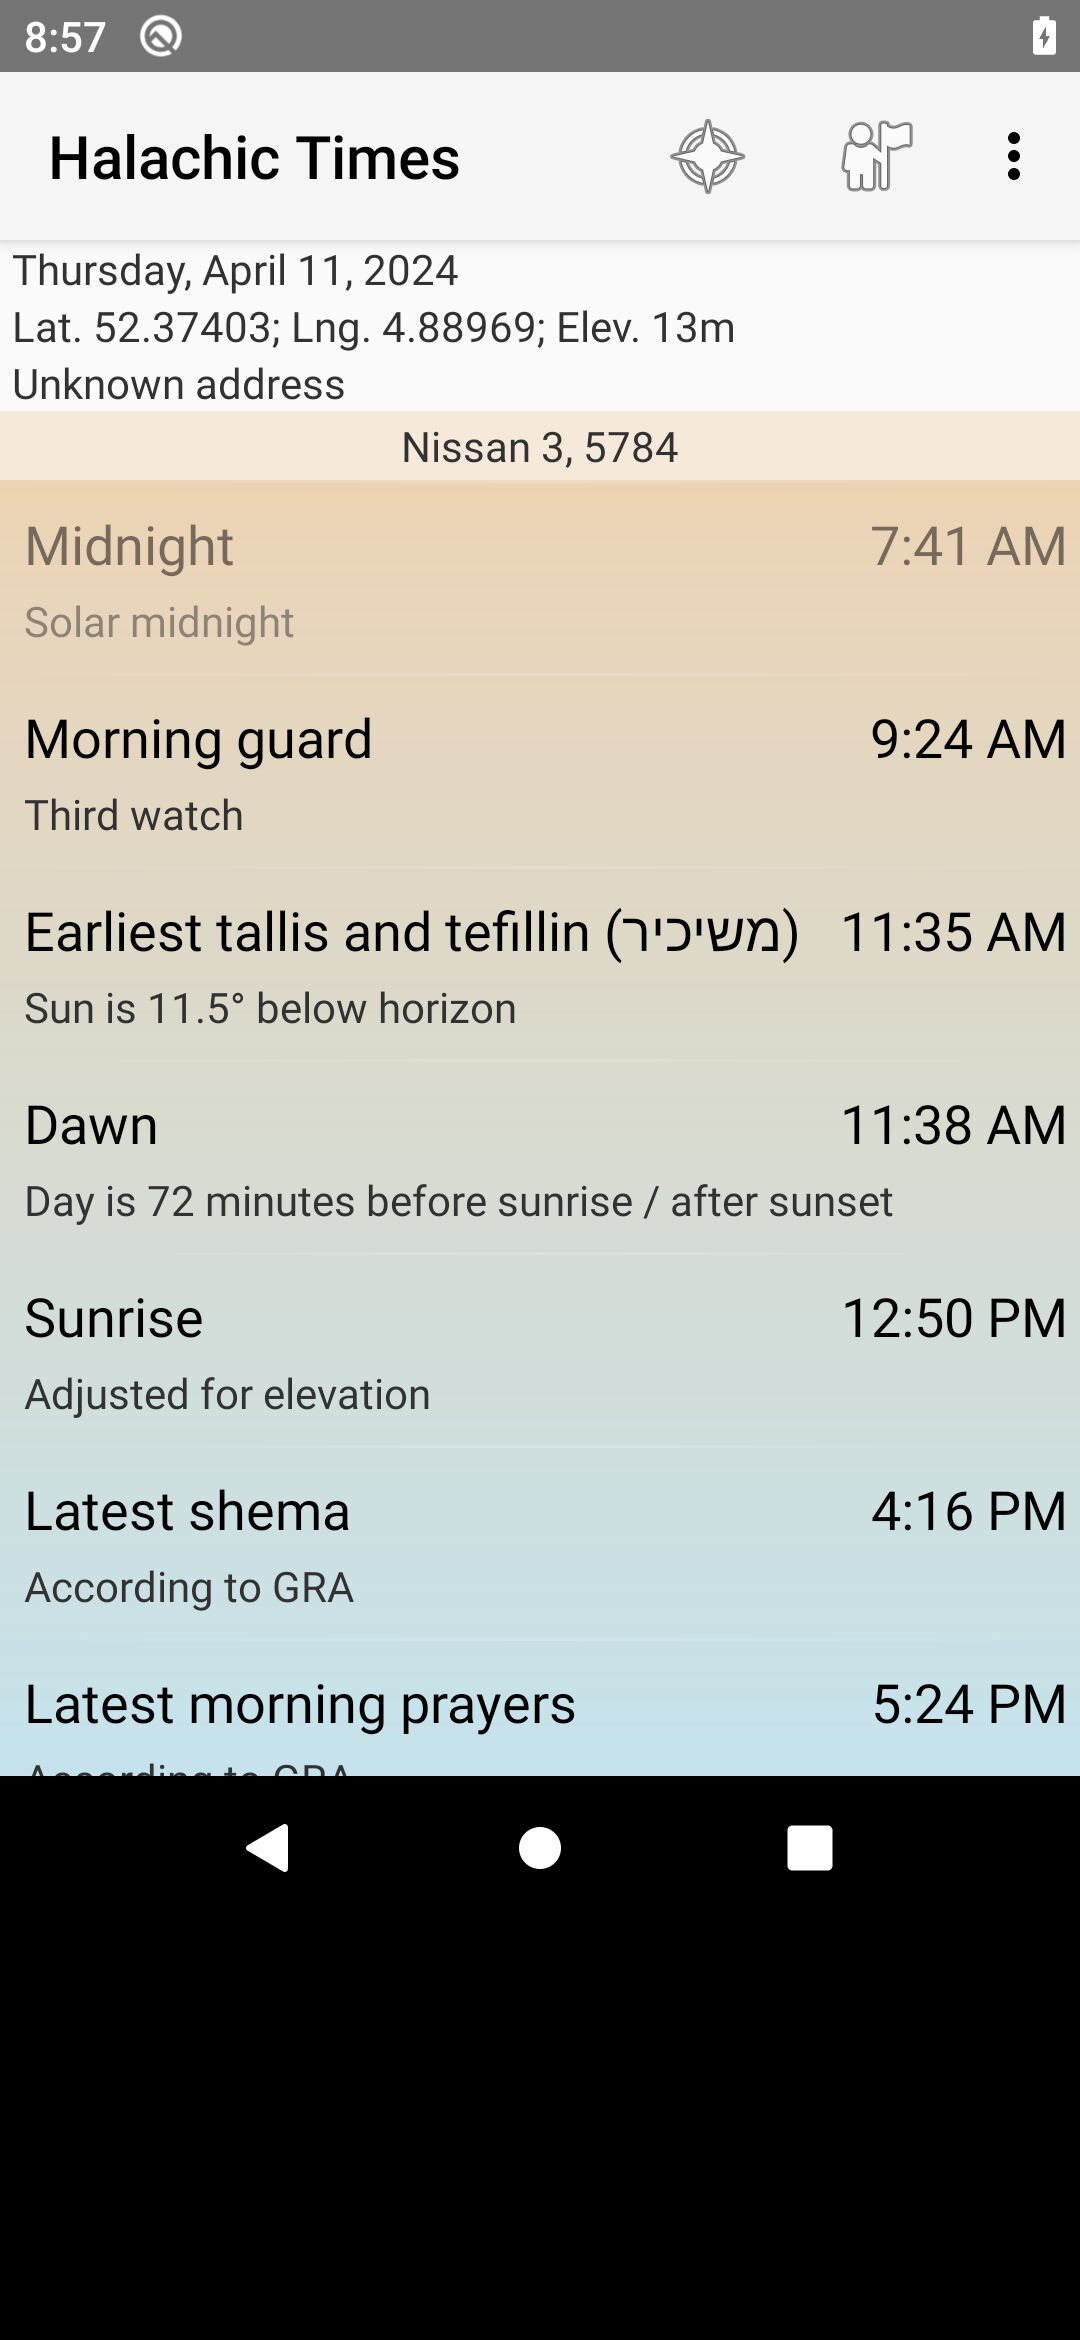 8:57
Halachic Times
Thursday, April 11, 2024
Lat. 52.37403; Lng. 4.88969; Elev. 13m
Unknown address
Nissan 3, 5784
Midnight 7:41 AM
Solar midnight
Morning guard 9:24 AM
Third watch
Earliest tallis and tefillin (משיכיר) 11:35 AM
Sun is 11.5° below horizon
Dawn 11:38 AM
Day is 72 minutes before sunrise / after sunset
Sunrise 12:50 PM
Adjusted for elevation
Latest shema 4:16 PM
According to GRA
Latest morning prayers 5:24 PM
According to GRA